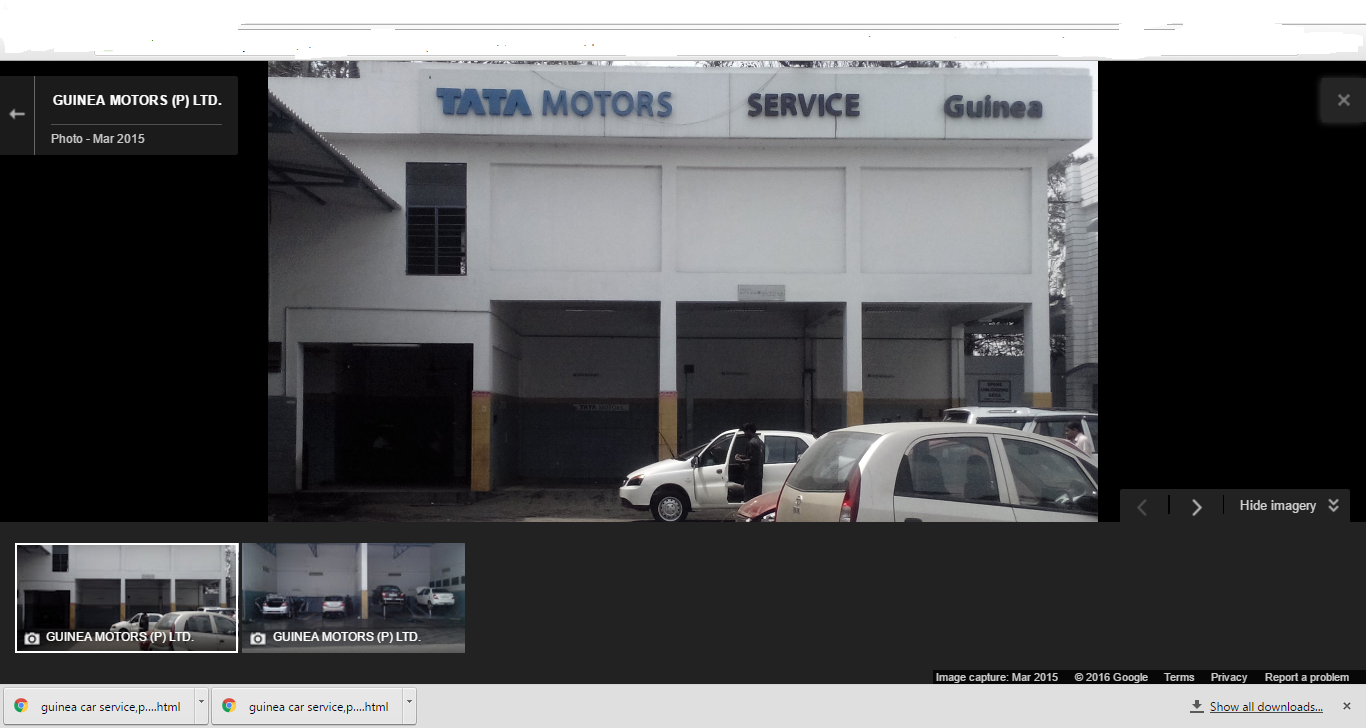 GUINEA MOTORS (P) LTD.
Photo - Mar 2015
TATA MOTORS SERVICE Guinea
TATA
Hide imagery
GUINEA MOTORS (P) LTD.
GUINEA MOTORS (P) LTD.
Image capture: Mar 2015 © 2016 Google Terms Privacy Report a problem
guinea car service,p....html
guinea car service,p....html
Show all downloads...